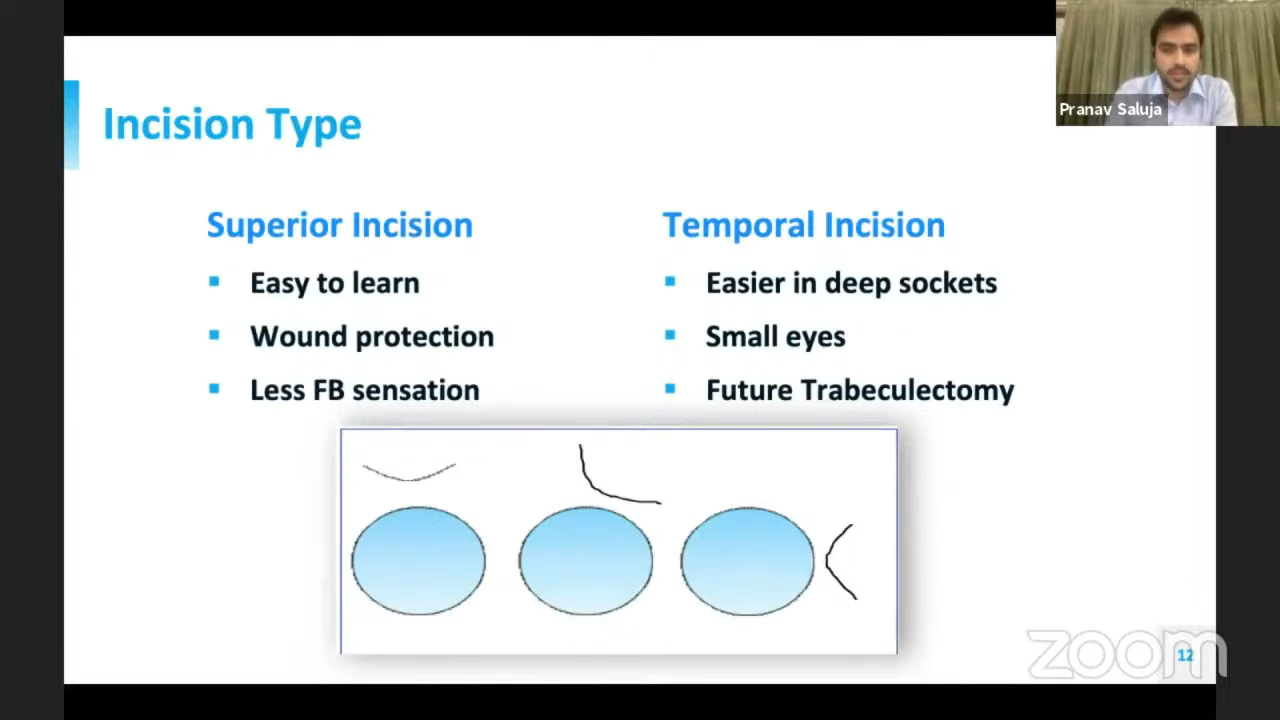 Pranav Saluja
Incision Type
Superior Incision
▪ Easy to learn
▪ Wound protection
▪ Less FB sensation
Temporal Incision
▪ Easier in deep sockets
▪ Small eyes
▪ Future Trabeculectomy
zoom
12